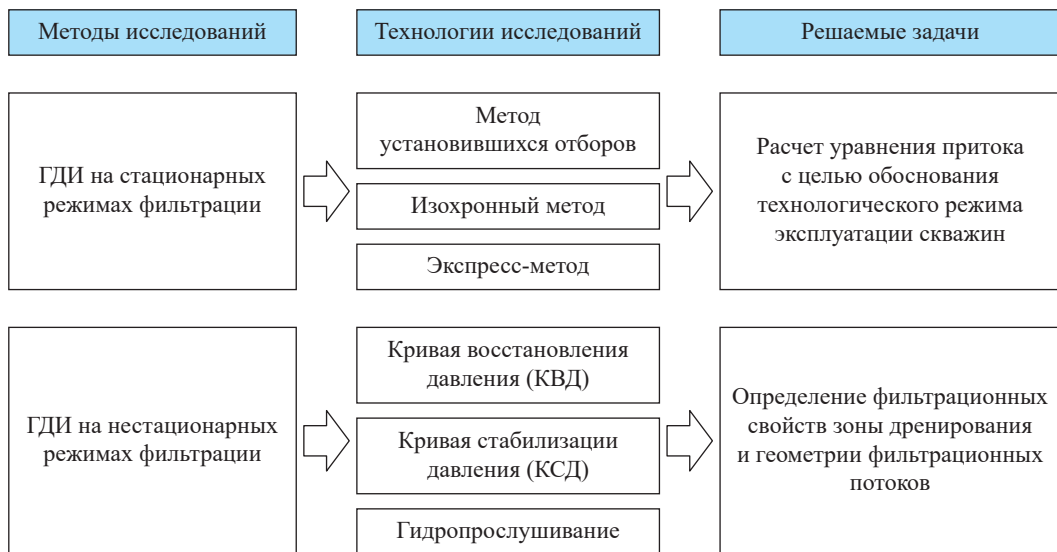 Методы исследований
Технологии исследований
Решаемые задачи
ГДИ на стационарных
режимах фильтрации
Метод
установившихся отборов
Изохронный метод
Экспресс-метод
Расчет уравнения притока
с целью обоснования
технологического режима
эксплуатации скважин
ГДИ на нестационарных
режимах фильтрации
Кривая восстановления
давления (КВД)
Кривая стабилизации
давления (КСД)
Гидропрослушивание
Определение фильтрационных
свойств зоны дренирования
и геометрии фильтрационных
потоков